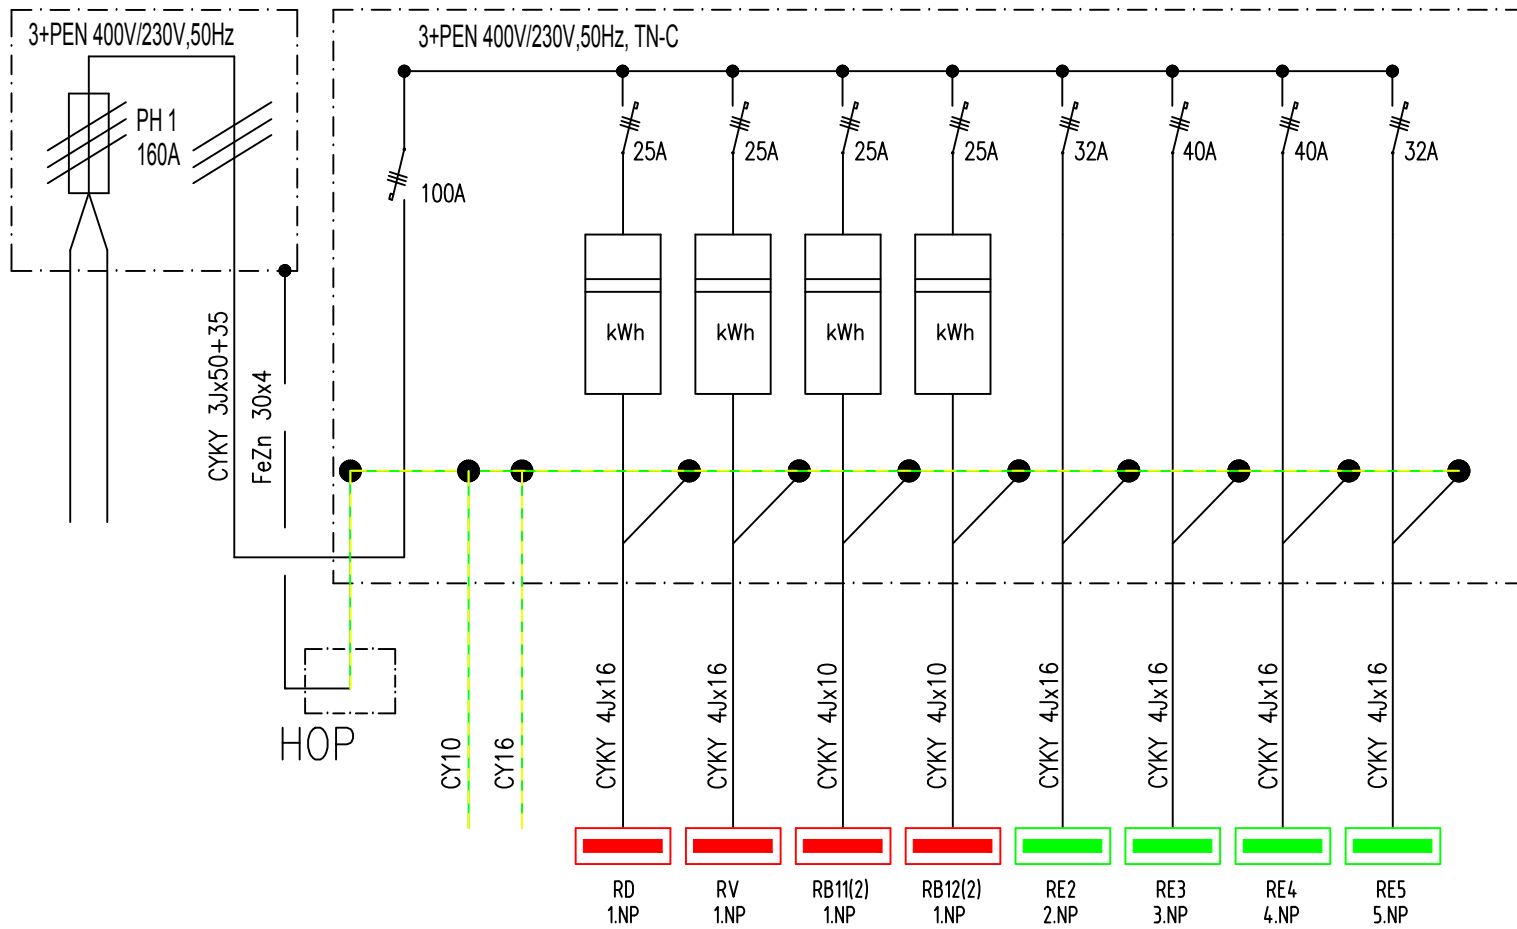 3+PEN 400V/230V,50Hz
3+PEN 400V/230V,50Hz, TN-C
PH 1
160A
100A
25A
25A
25A
25A
32A
40A
40A
32A
kWh
kWh
kWh
kWh
CYKY 3Jx50+35
FeZn 30x4
HOP
CY10
CY16
CYKY 4Jx16
CYKY 4Jx16
CYKY 4Jx10
CYKY 4Jx10
CYKY 4Jx16
CYKY 4Jx16
CYKY 4Jx16
CYKY 4Jx16
RD
1.NP
RV
1.NP
RB11(2)
1.NP
RB12(2)
1.NP
RE2
2.NP
RE3
3.NP
RE4
4.NP
RE5
5.NP